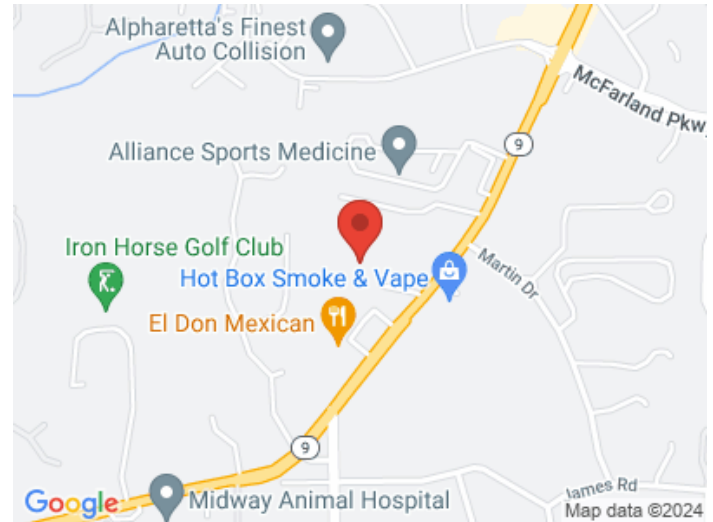 Alpharetta's Finest
Auto Collision
McFarland Pkwy
9
Alliance Sports Medicine
Iron Horse Golf Club
Martin Dr
Hot Box Smoke & Vape
El Don Mexican
9
James Rd
Google
Midway Animal Hospital
Map data ©2024